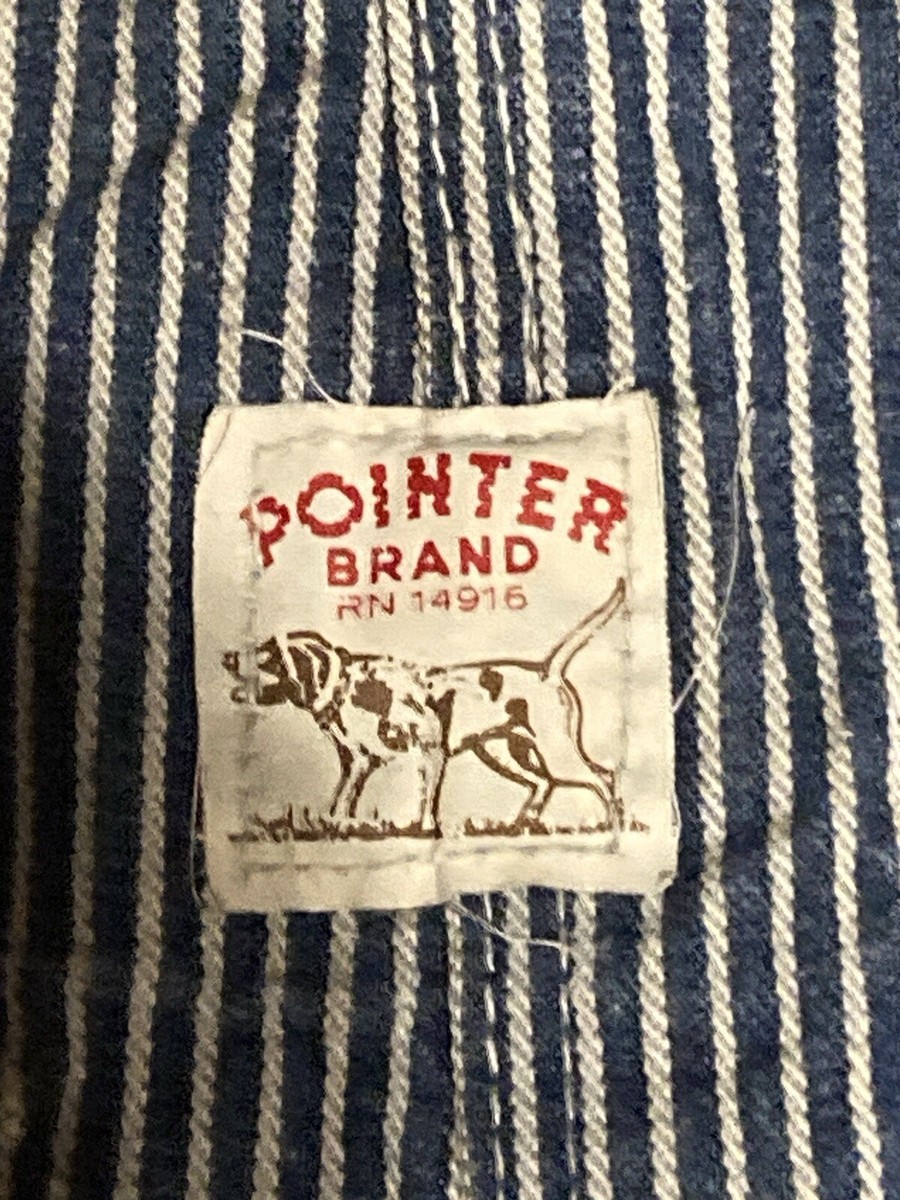 POINTER
BRAND
RN 14916